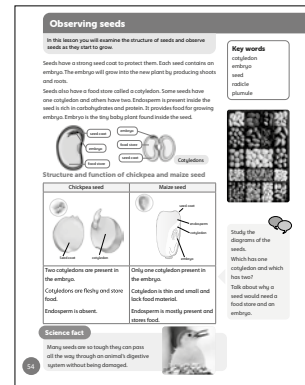 Observing seeds
In this lesson you will examine the structure of seeds and observe
seeds as they start to grow.
Seeds have a strong seed coat to protect them. Each seed contains an
embryo. The embryo will grow into the new plant by producing shoots
and roots.
Seeds also have a food store called a cotyledon. Some seeds have
one cotyledon and others have two. Endosperm is present inside the
seed is rich in carbohydrates and protein. It provides food for growing
embryo. Embryo is the tiny baby plant found inside the seed.
seed coat
embryo
food store
embryo
food store
seed coat
Cotyledons
Structure and function of chickpea and maize seed
Chickpea seed
Maize seed
seed coat
cotyledon
seed coat
endosperm
cotyledon
embryo
Two cotyledons are present in
the embryo.
Cotyledons are fleshy and store
food.
Endosperm is absent.
Only one cotyledon present in
the embryo.
Cotyledon is thin and small and
lack food material.
Endosperm is mostly present and
stores food.
Science fact
Many seeds are so tough they can pass
all the way through an animal's digestive
system without being damaged.
Key words
cotyledon
embryo
seed
radicle
plumule
Study the
diagrams of the
seeds.
Which has one
cotyledon and which
has two?
Talk about why a
seed would need a
food store and an
embryo.
54